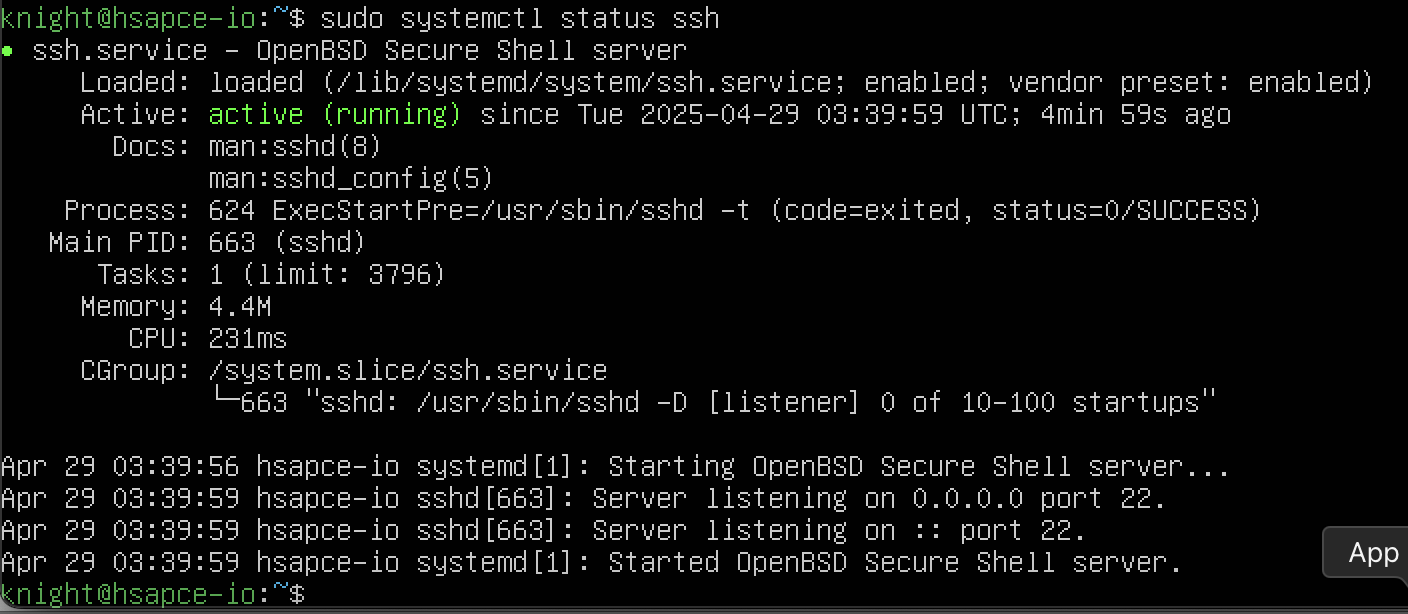 knight@hsapce-io:~$ sudo systemctl status ssh
● ssh.service - OpenBSD Secure Shell server
     Loaded: loaded (/lib/systemd/system/ssh.service; enabled; vendor preset: enabled)
     Active: active (running) since Tue 2025-04-29 03:39:59 UTC; 4min 59s ago
       Docs: man:sshd(8)
             man:sshd_config(5)
    Process: 624 ExecStartPre=/usr/sbin/sshd -t (code=exited, status=0/SUCCESS)
   Main PID: 663 (sshd)
      Tasks: 1 (limit: 3796)
     Memory: 4.4M
        CPU: 231ms
     CGroup: /system.slice/ssh.service
             └─663 "sshd: /usr/sbin/sshd -D [listener] 0 of 10-100 startups"

Apr 29 03:39:56 hsapce-io systemd[1]: Starting OpenBSD Secure Shell server...
Apr 29 03:39:59 hsapce-io sshd[663]: Server listening on 0.0.0.0 port 22.
Apr 29 03:39:59 hsapce-io sshd[663]: Server listening on :: port 22.
Apr 29 03:39:59 hsapce-io systemd[1]: Started OpenBSD Secure Shell server.
App
knight@hsapce-io:~$